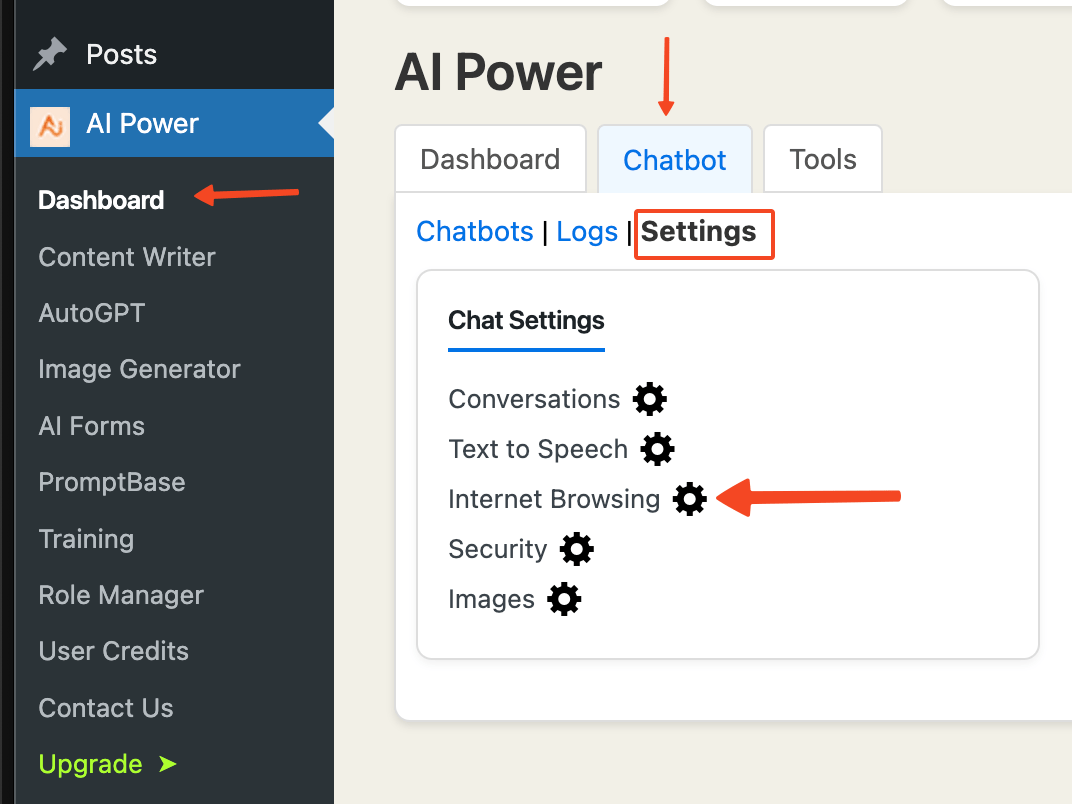 Posts
AI Power
Dashboard
Content Writer
AutoGPT
Image Generator
AI Forms
PromptBase
Training
Role Manager
User Credits
Contact Us
Upgrade ➤
AI Power
Dashboard
Chatbot
Tools
Chatbots | Logs | Settings
Chat Settings
Conversations
Text to Speech
Internet Browsing
Security
Images